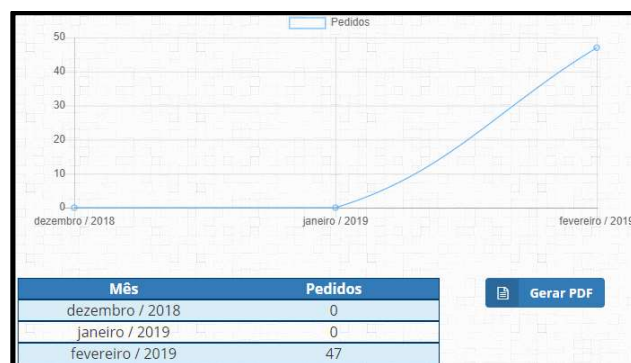 Pedidos
50
40
30
20
10
0
dezembro / 2018 janeiro / 2019 fevereiro / 2019
Mês Pedidos
dezembro / 2018 0
janeiro / 2019 0
fevereiro / 2019 47
Gerar PDF